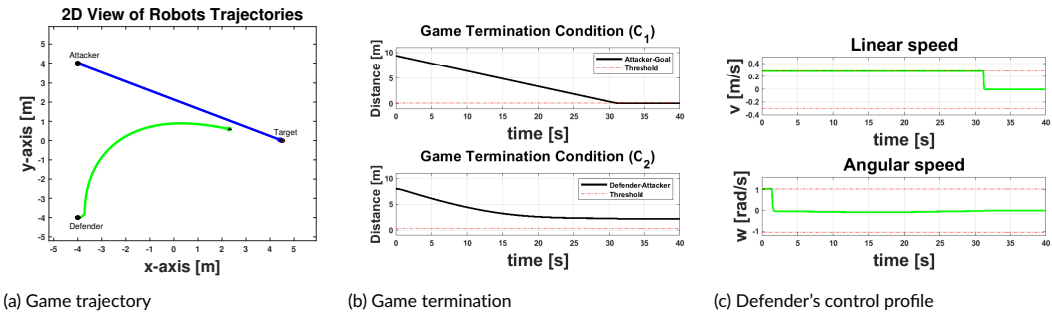 2D View of Robots Trajectories
Attacker
Target
Defender
y-axis [m]
5
4
3
2
1
0
-1
-2
-3
-4
-5
-5 -4 -3 -2 -1 0 1 2 3 4 5
x-axis [m]
(a) Game trajectory
Game Termination Condition (C1)
Distance [m]
10
5
0
Attacker-Goal
Threshold
0 5 10 15 20 25 30 35 40
time [s]
Game Termination Condition (C2)
Distance [m]
10
5
0
Defender-Attacker
Threshold
0 5 10 15 20 25 30 35 40
time [s]
(b) Game termination
Linear speed
v [m/s]
0.4
0.2
0
-0.2
-0.4
0 5 10 15 20 25 30 35 40
time [s]
Angular speed
w [rad/s]
1
0
-1
0 5 10 15 20 25 30 35 40
time [s]
(c) Defender's control profile